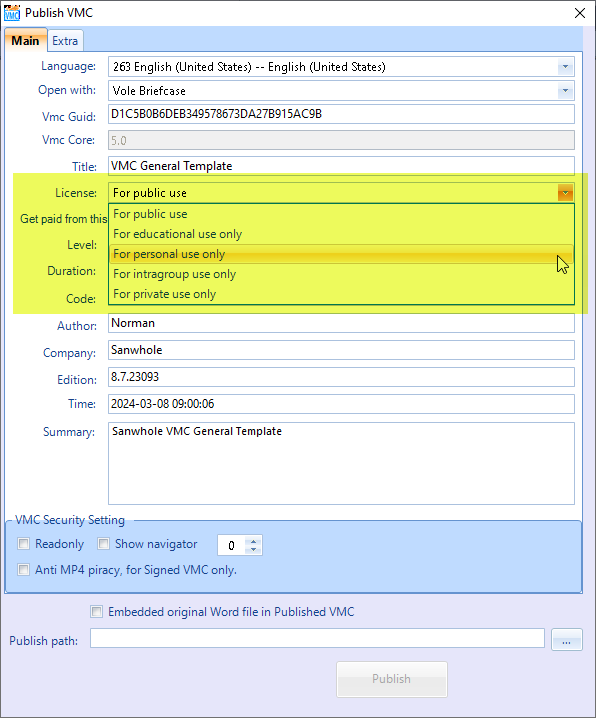 VMC
Publish VMC
Main Extra
Language: 263 English (United States) -- English (United States)
Open with: Vole Briefcase
Vmc Guid: D1C5B0B6DEB349578673DA27B915AC9B
Vmc Core: 5.0
Title: VMC General Template
License: For public use
For public use
Get paid from this
For educational use only
Level: For personal use only
Duration: For intragroup use only
Code: For private use only
Author: Norman
Company: Sanwhole
Edition: 8.7.23093
Time: 2024-03-08 09:00:06
Summary: Sanwhole VMC General Template
VMC Security Setting
Readonly Show navigator 0
Anti MP4 piracy, for Signed VMC only.
Embedded original Word file in Published VMC
Publish path: ...
Publish